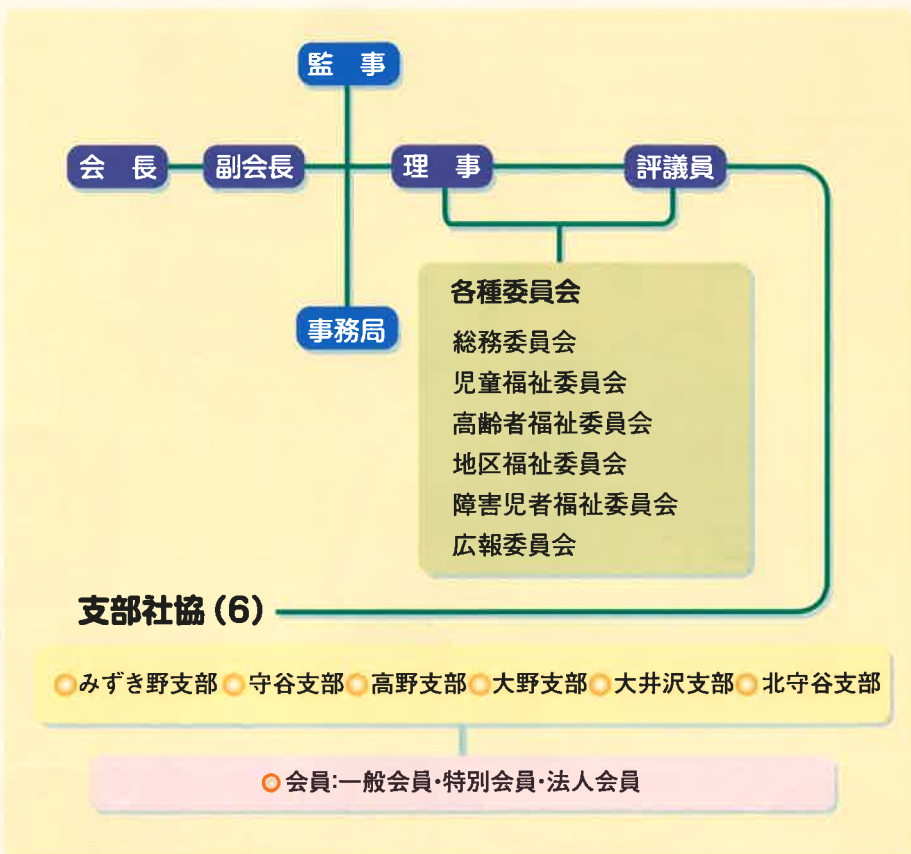 監　事
会　長
副会長
理　事
評議員
事務局
各種委員会
総務委員会
児童福祉委員会
高齢者福祉委員会
地区福祉委員会
障害児者福祉委員会
広報委員会
支部社協（6）
みずき野支部 守谷支部 高野支部 大野支部 大井沢支部 北守谷支部
会員:一般会員・特別会員・法人会員